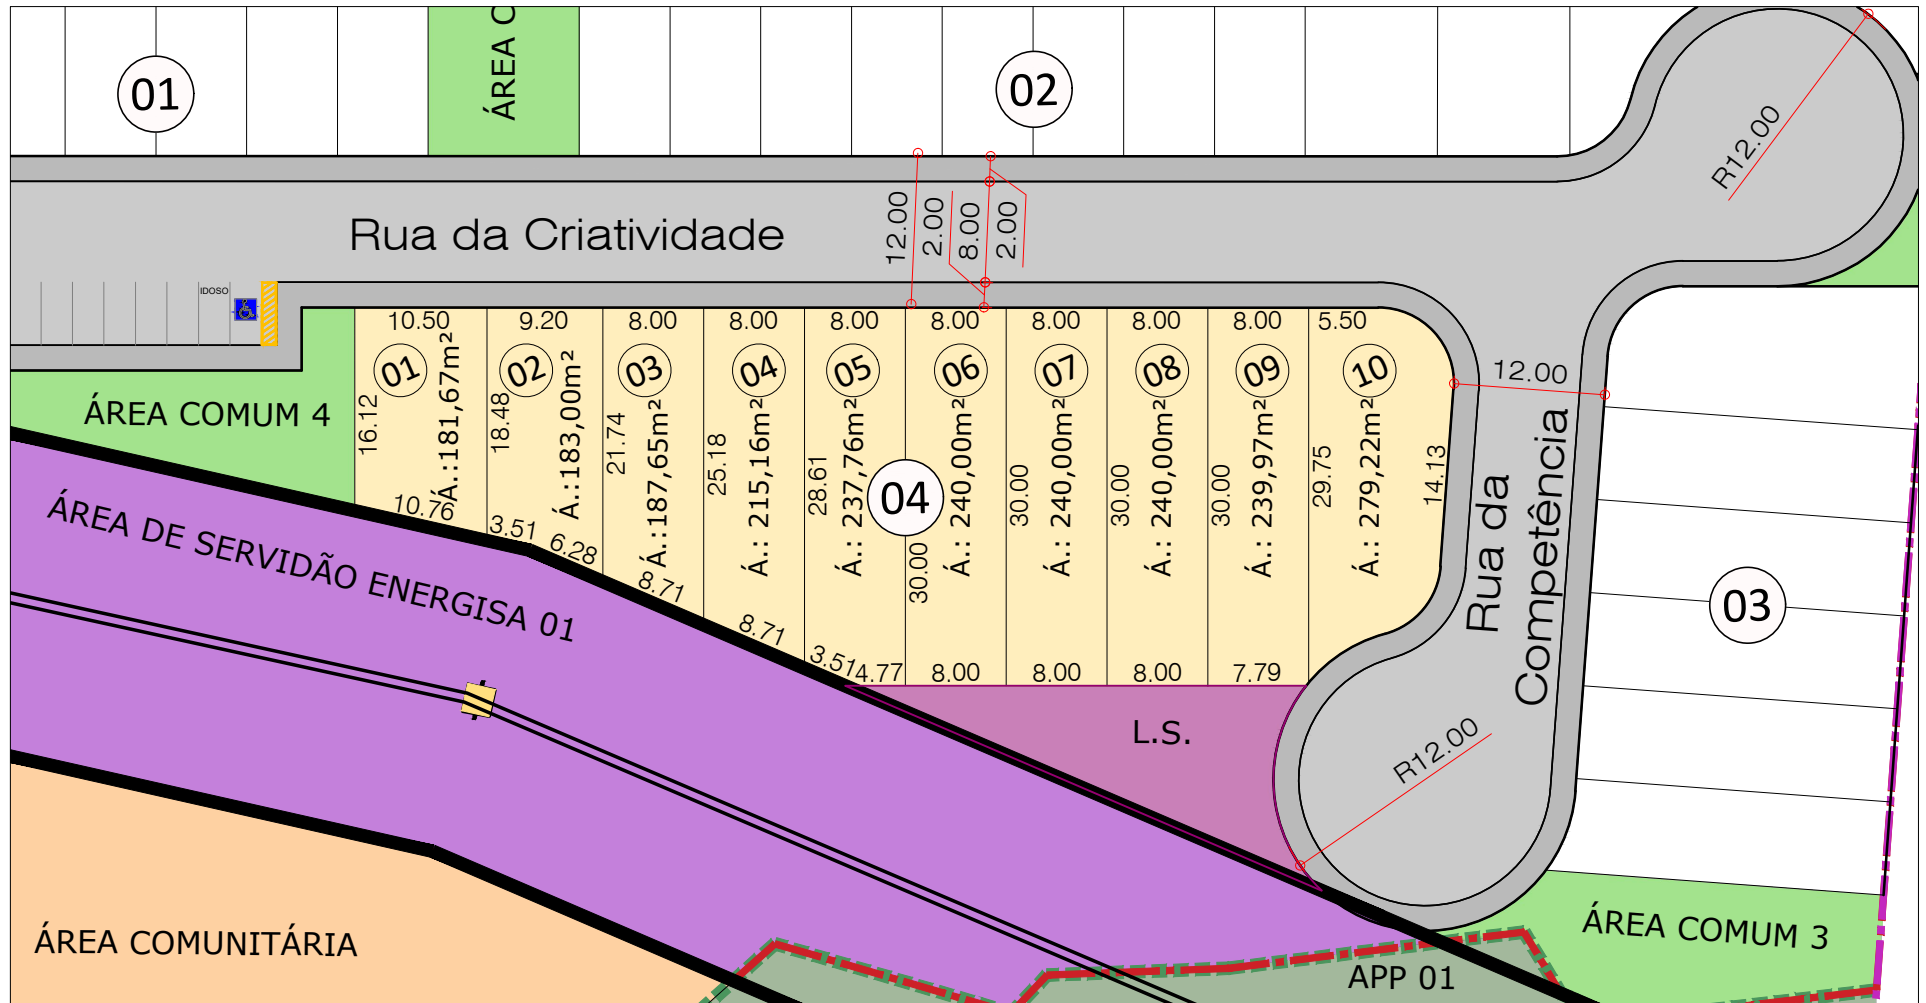 01
ÁREA C
02
R12.00
Rua da Criatividade
12.00
2.00
8.00
2.00
IDOSO
10.50
9.20
8.00
8.00
8.00
8.00
8.00
8.00
8.00
5.50
01
02
03
04
05
06
07
08
09
10
12.00
ÁREA COMUM 4
16.12
Á.:181,67m²
18.48
Á.:183,00m²
21.74
Á.:187,65m²
25.18
Á.: 215,16m²
28.61
Á.: 237,76m²
04
30.00
Á.: 240,00m²
30.00
Á.: 240,00m²
30.00
Á.: 240,00m²
30.00
Á.: 239,97m²
29.75
Á.: 279,22m²
14.13
Rua da
Competência
10.76
3.51
6.28
8.71
8.71
3.51
4.77
8.00
8.00
8.00
7.79
ÁREA DE SERVIDÃO ENERGISA 01
03
L.S.
R12.00
ÁREA COMUNITÁRIA
ÁREA COMUM 3
APP 01